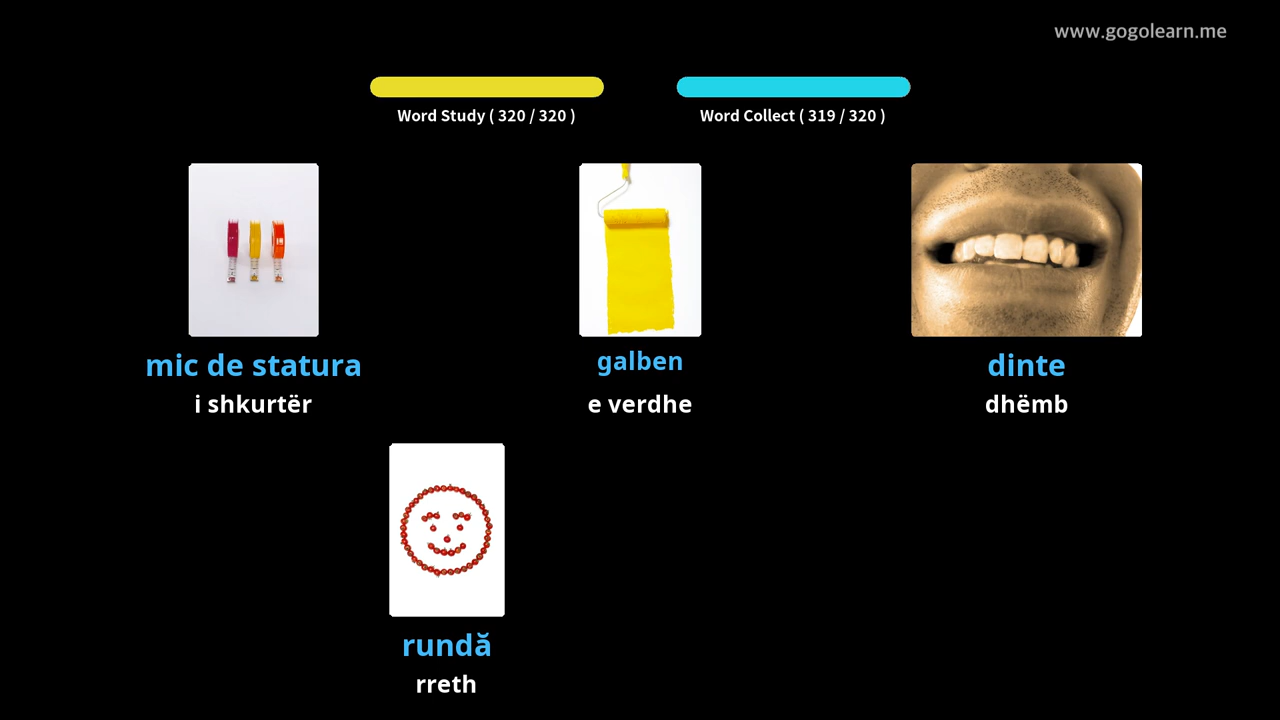 www.gogolearn.me
Word Study ( 320 / 320 )
Word Collect ( 319 / 320 )
mic de statura
i shkurtër
galben
e verdhe
dinte
dhëmb
rundă
rreth